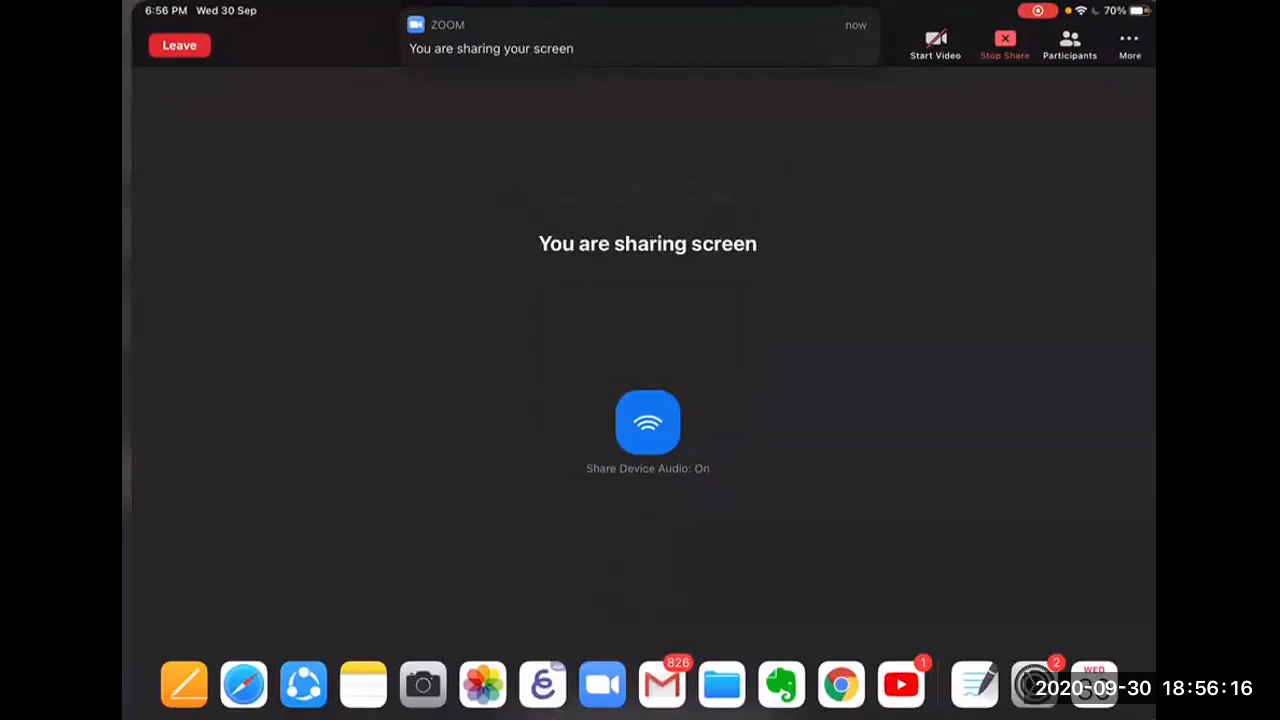 6:56 PM Wed 30 Sep
70%
ZOOM
now
You are sharing your screen
Leave
Start Video
Stop Share
Participants
More
You are sharing screen
Share Device Audio: On
826
1
2
WED
2020-09-30 18:56:16